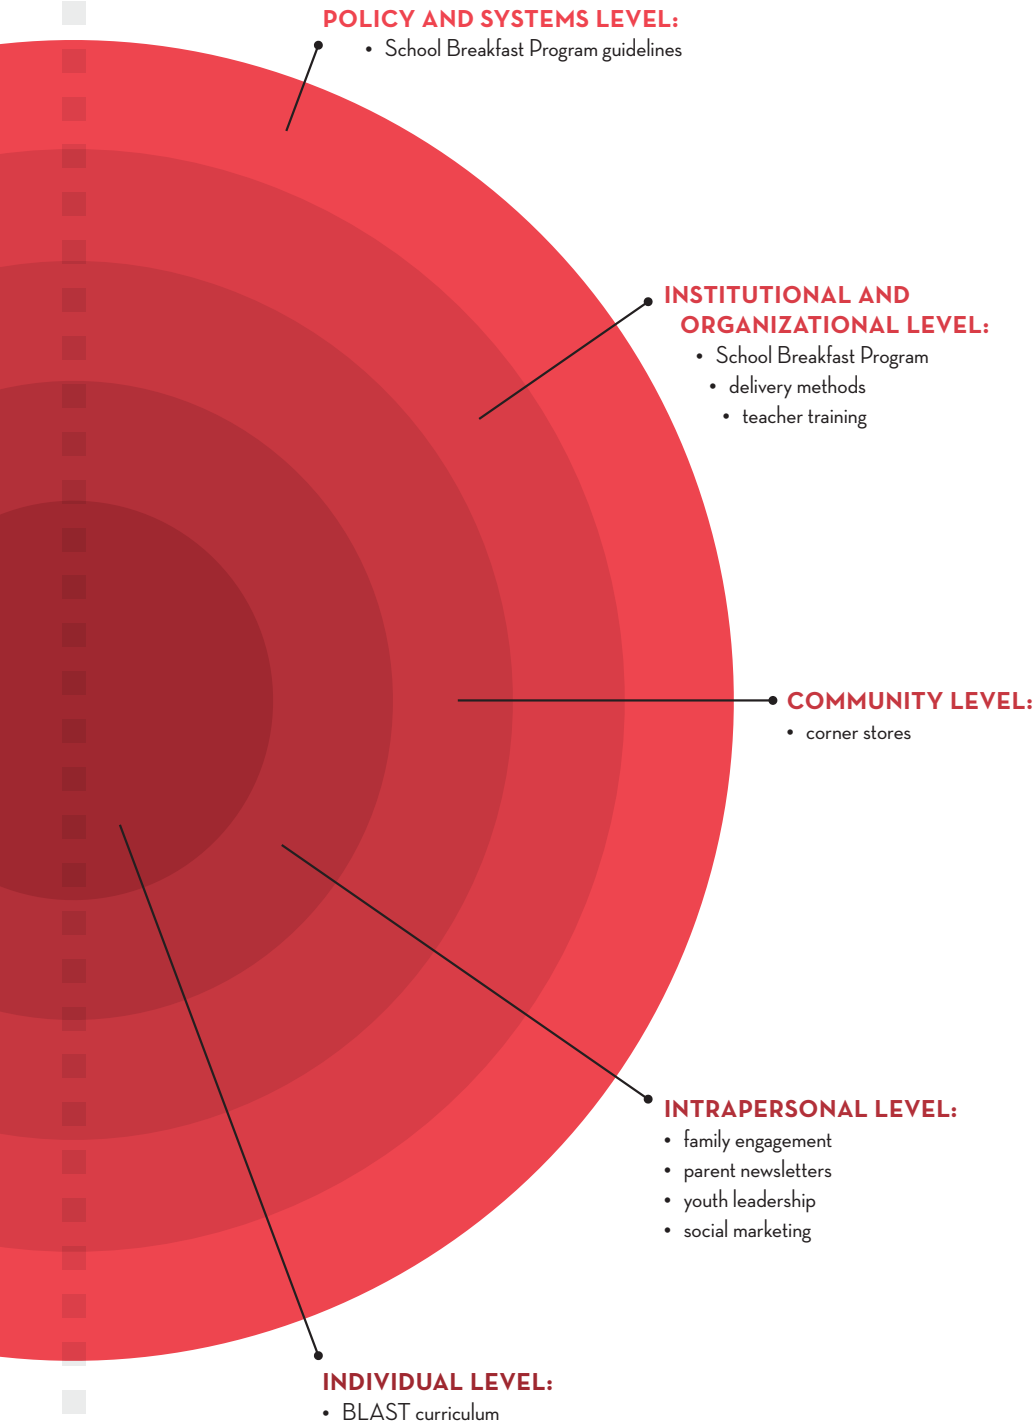 POLICY AND SYSTEMS LEVEL:
• School Breakfast Program guidelines
INSTITUTIONAL AND
ORGANIZATIONAL LEVEL:
• School Breakfast Program
• delivery methods
• teacher training
COMMUNITY LEVEL:
• corner stores
INTRAPERSONAL LEVEL:
• family engagement
• parent newsletters
• youth leadership
• social marketing
INDIVIDUAL LEVEL:
• BLAST curriculum